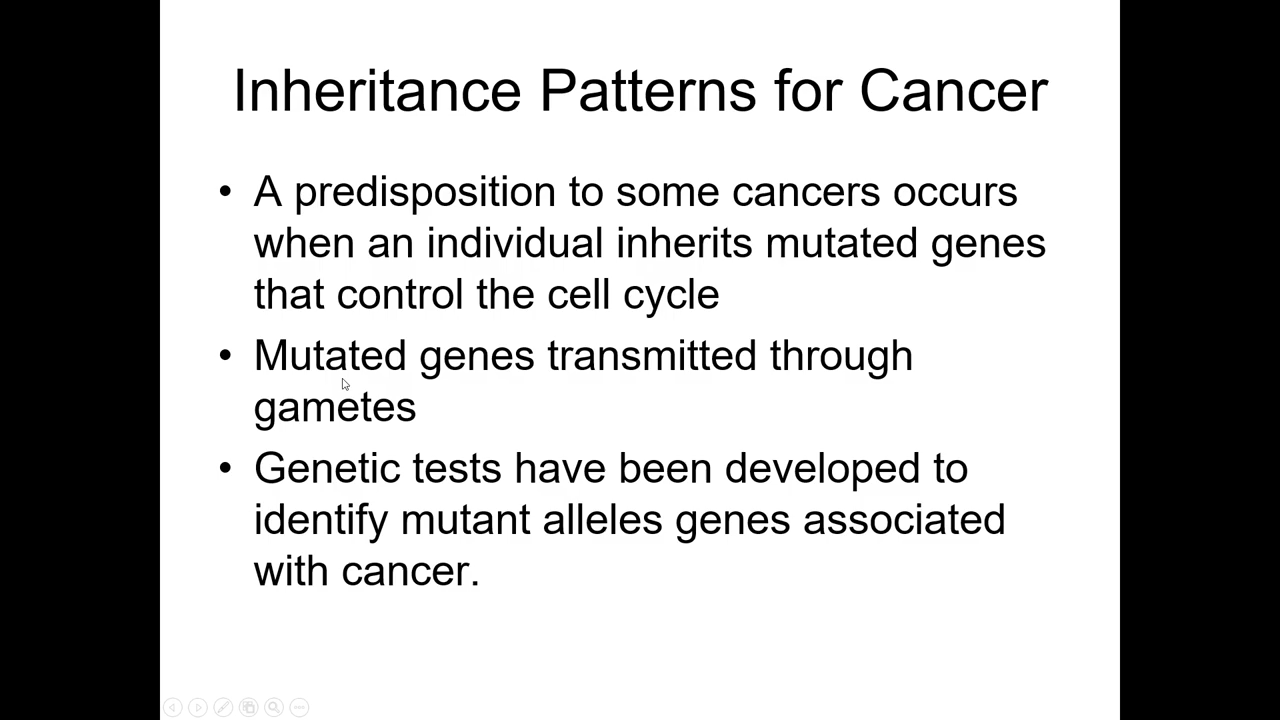 Inheritance Patterns for Cancer
• A predisposition to some cancers occurs
when an individual inherits mutated genes
that control the cell cycle
• Mutated genes transmitted through
gametes
• Genetic tests have been developed to
identify mutant alleles genes associated
with cancer.